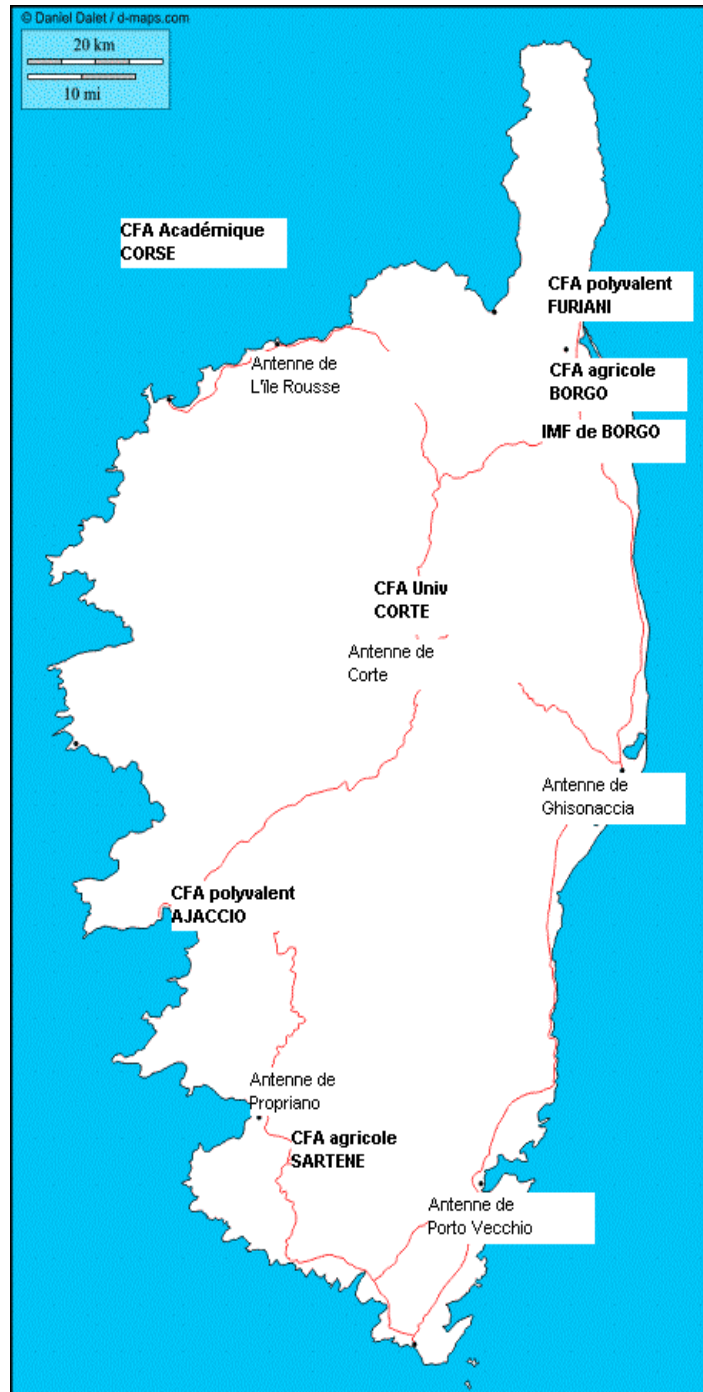 © Daniel Dalet / d-maps.com
20 km
10 mi
CFA Académique
CORSE
CFA polyvalent
FURIANI
Antenne de
L'île Rousse
CFA agricole
BORGO
IMF de BORGO
CFA Univ
CORTE
Antenne de
Corte
Antenne de
Ghisonaccia
CFA polyvalent
AJACCIO
Antenne de
Propriano
CFA agricole
SARTENE
Antenne de
Porto Vecchio